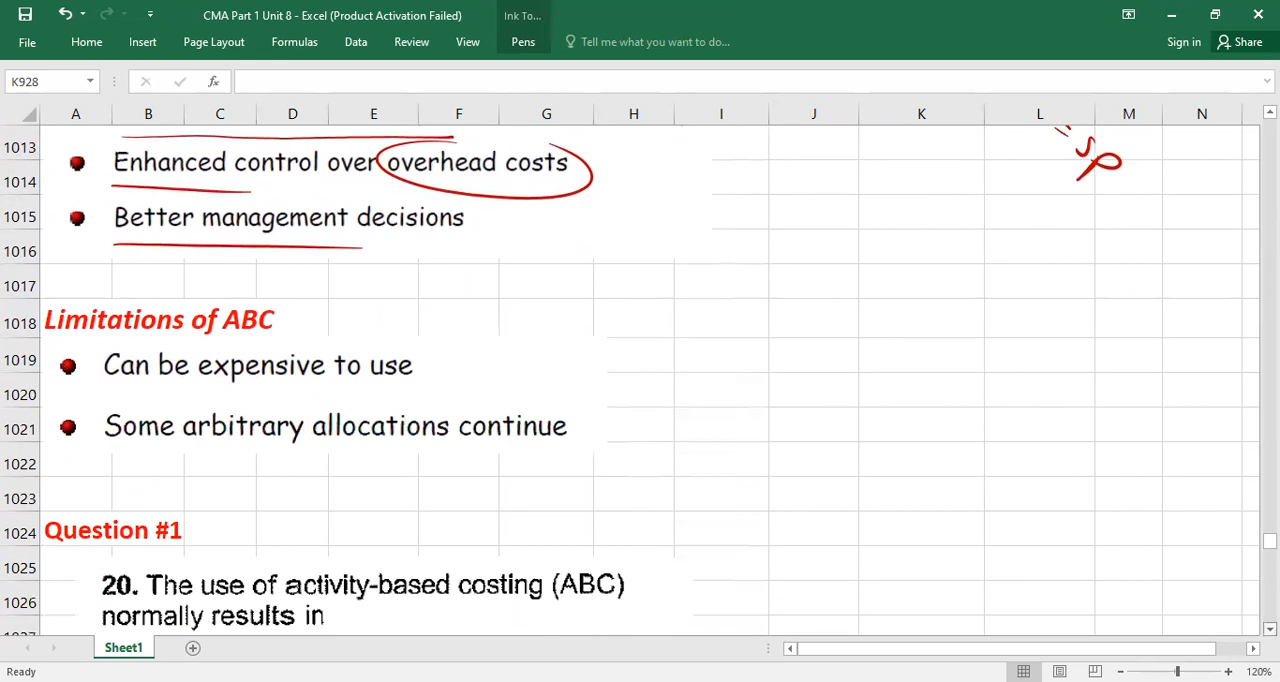 CMA Part 1 Unit 8 - Excel (Product Activation Failed)
Ink To...
File Home Insert Page Layout Formulas Data Review View Pens Tell me what you want to do... Sign in Share
K928 fx
A B C D E F G H I J K L M N
1013
Enhanced control over overhead costs
1014
1015 Better management decisions
1016
1017
1018 Limitations of ABC
1019 Can be expensive to use
1020
1021 Some arbitrary allocations continue
1022
1023
1024 Question #1
1025
20. The use of activity-based costing (ABC)
1026 normally results in
1027
Sheet1
Ready 120%